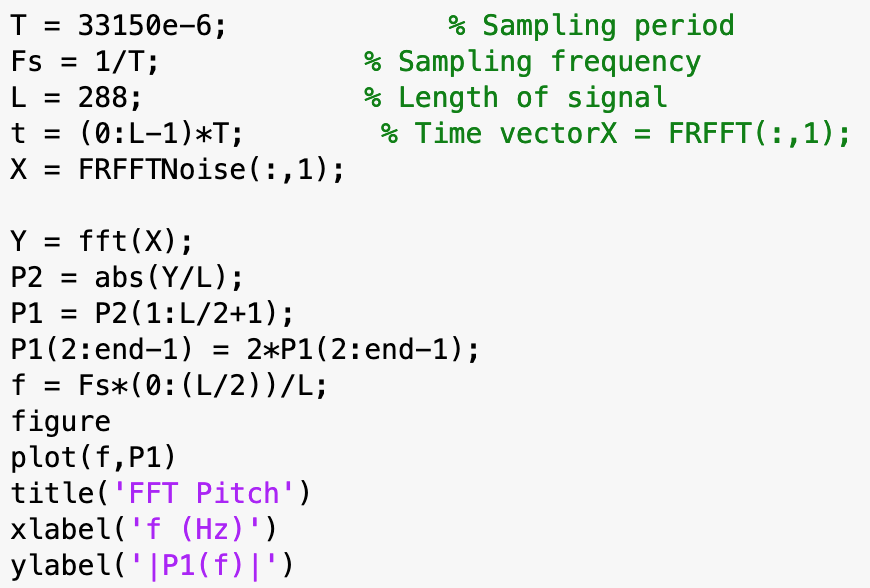 T = 33150e-6; % Sampling period
Fs = 1/T; % Sampling frequency
L = 288; % Length of signal
t = (0:L-1)*T; % Time vectorX = FRFFT(:,1);
X = FRFFTNoise(:,1);
Y = fft(X);
P2 = abs(Y/L);
P1 = P2(1:L/2+1);
P1(2:end-1) = 2*P1(2:end-1);
f = Fs*(0:(L/2))/L;
figure
plot(f,P1)
title('FFT Pitch')
xlabel('f (Hz)')
ylabel('|P1(f)|')